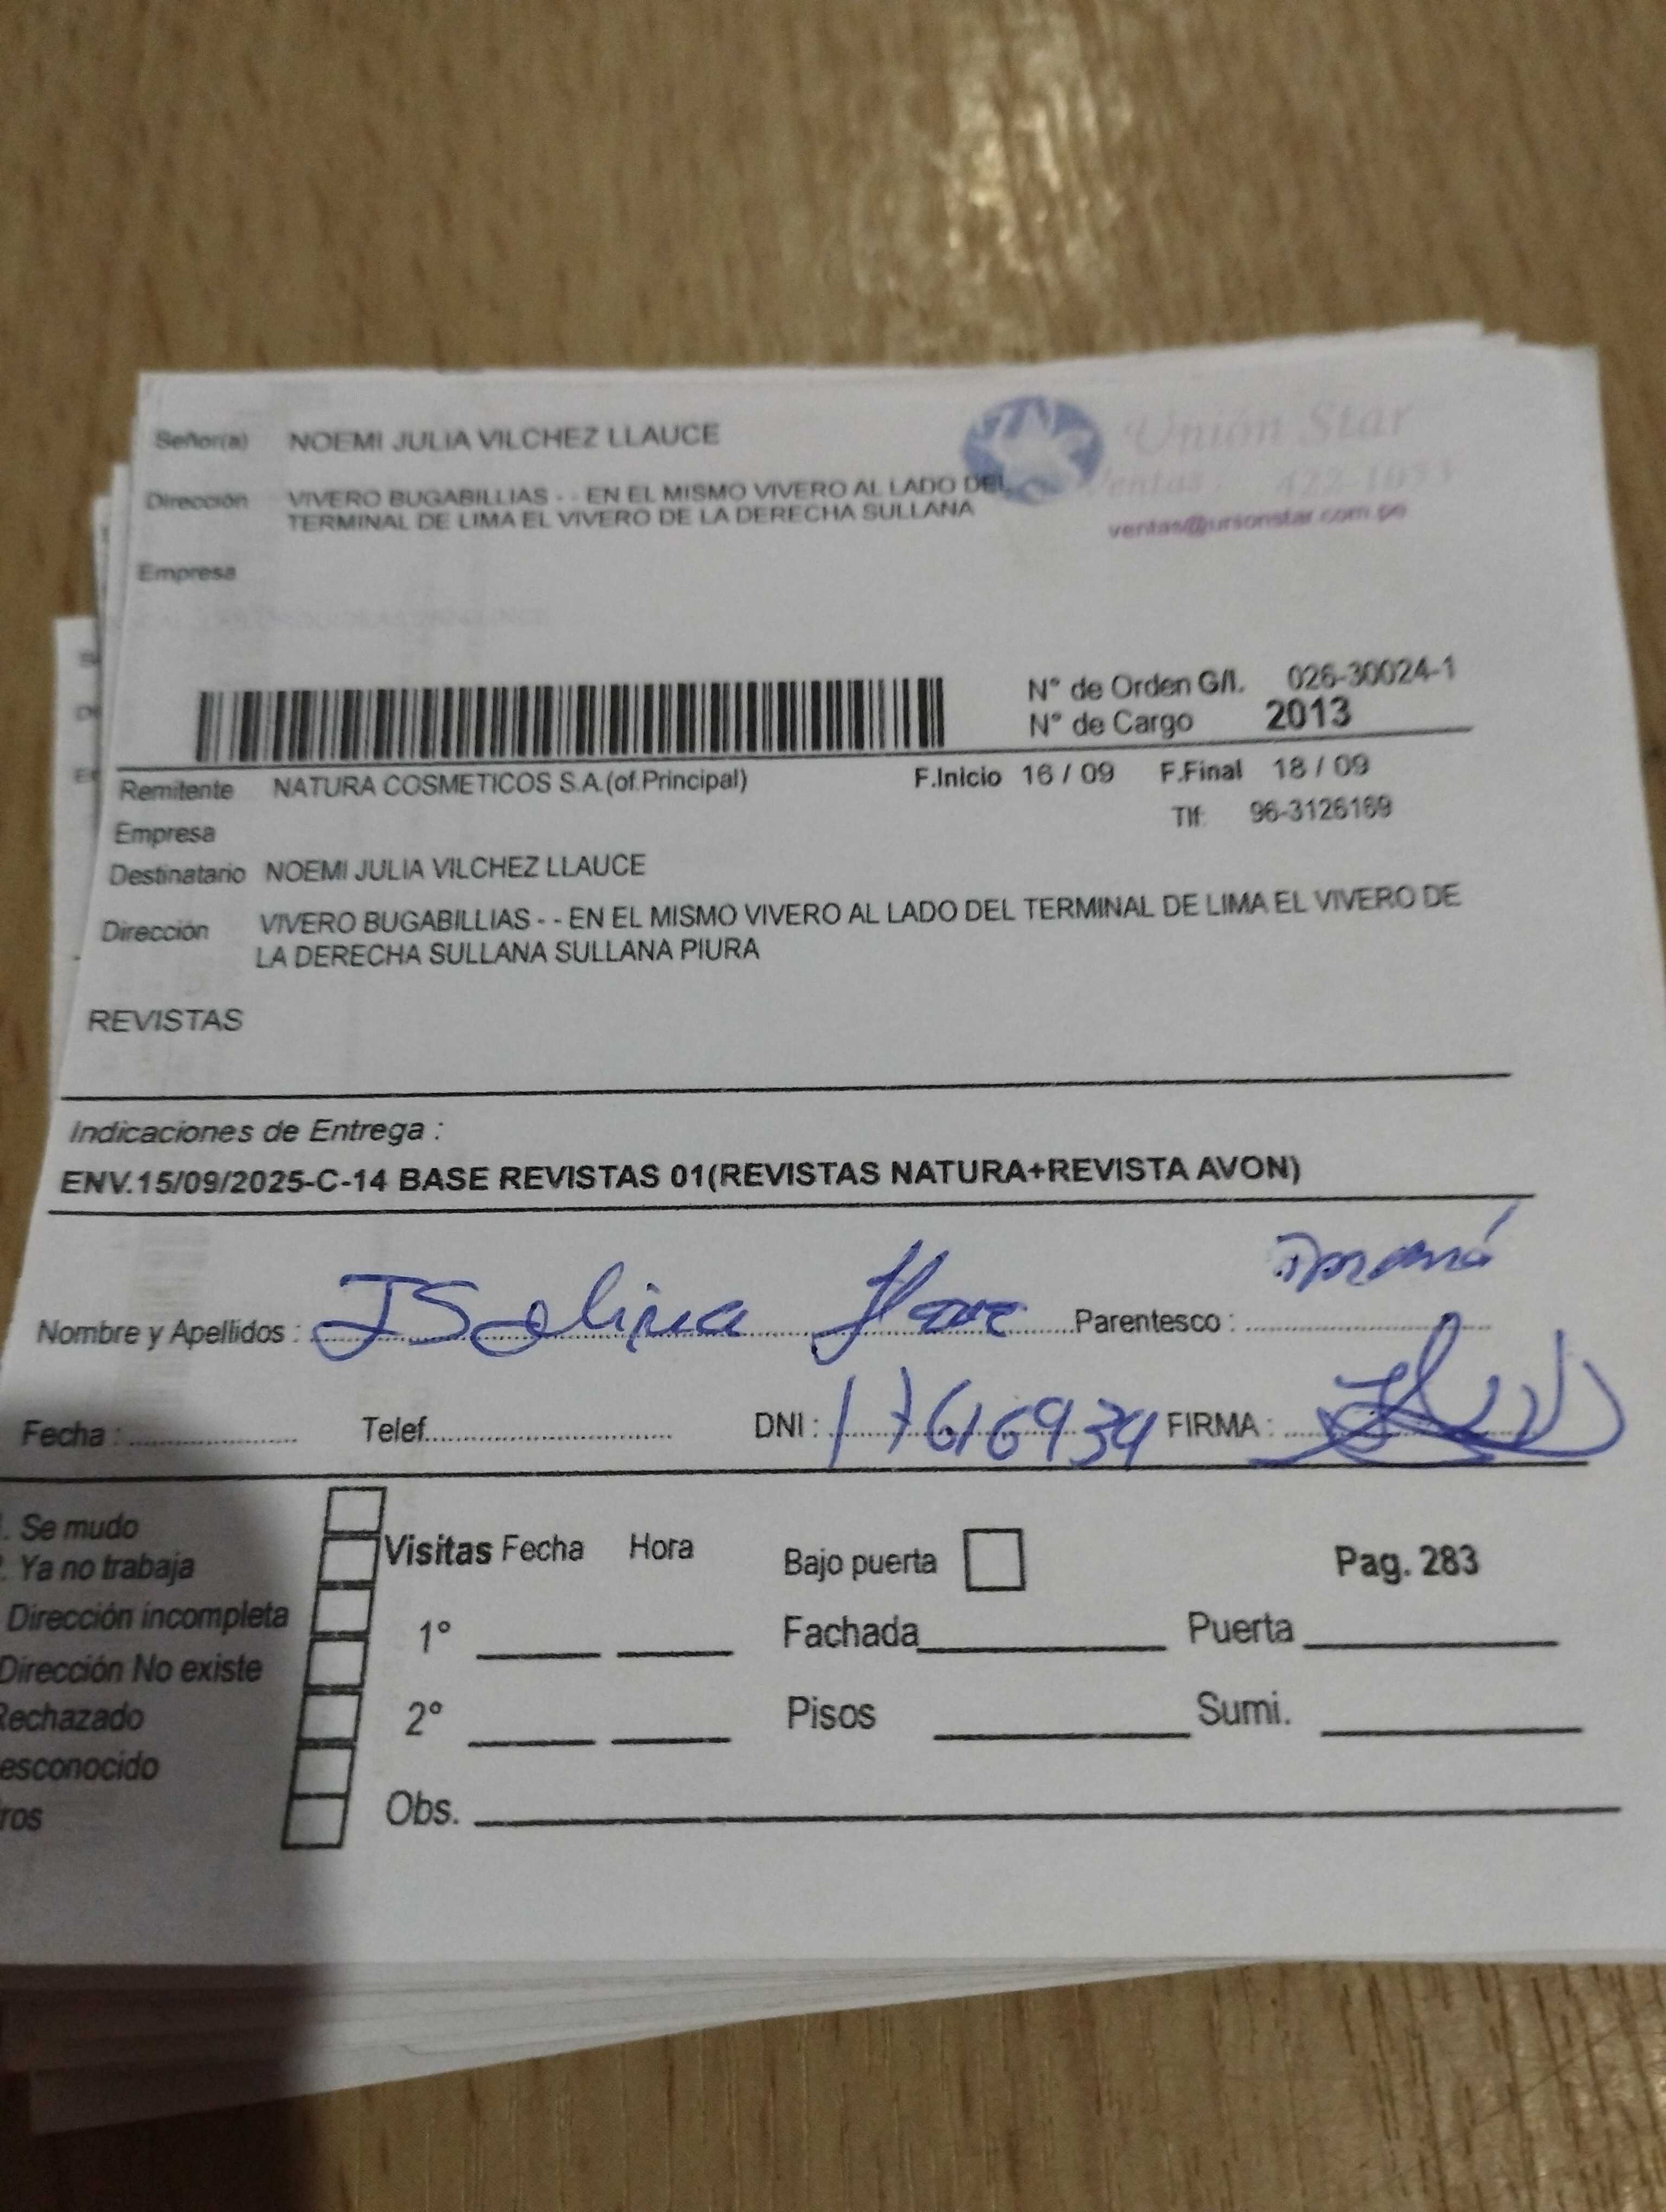 Señor(a) NOEMI JULIA VILCHEZ LLAUCE
Unión Star
Dirección VIVERO BUGABILLIAS - - EN EL MISMO VIVERO AL LADO DEL
TERMINAL DE LIMA EL VIVERO DE LA DERECHA SULLANA
Ventas
ventas@unionstar.com.pe
Empresa
N° de Orden G/I. 026-30024-1
N° de Cargo 2013
Remitente NATURA COSMETICOS S.A.(of.Principal) F.Inicio 16 / 09 F.Final 18 / 09
Empresa Tlf: 96-3126169
Destinatario NOEMI JULIA VILCHEZ LLAUCE
Dirección VIVERO BUGABILLIAS - - EN EL MISMO VIVERO AL LADO DEL TERMINAL DE LIMA EL VIVERO DE
LA DERECHA SULLANA SULLANA PIURA
REVISTAS
Indicaciones de Entrega :
ENV.15/09/2025-C-14 BASE REVISTAS 01(REVISTAS NATURA+REVISTA AVON)
Nombre y Apellidos : ISolina Parentesco : mamá
Fecha : Telef. DNI : 17616934 FIRMA :
. Se mudo
. Ya no trabaja
Dirección incompleta
Dirección No existe
Rechazado
esconocido
ros
Visitas Fecha Hora Bajo puerta Pag. 283
1° Fachada Puerta
2° Pisos Sumi.
Obs.